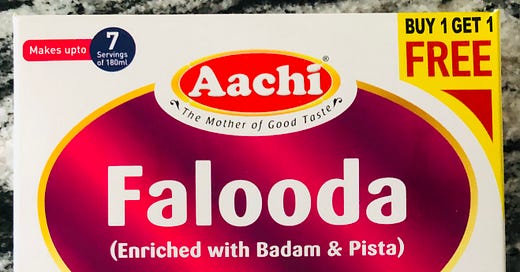 Makes upto
7
Servings
of 180ml
BUY 1 GET 1
FREE
Aachi®
The Mother of Good Taste
Falooda
(Enriched with Badam & Pista)